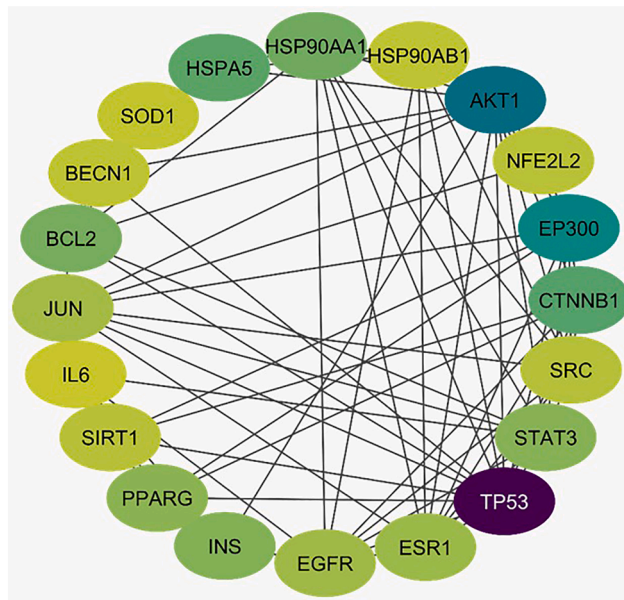 HSP90AA1
HSP90AB1
HSPA5
AKT1
SOD1
NFE2L2
BECN1
EP300
BCL2
CTNNB1
JUN
SRC
IL6
STAT3
SIRT1
TP53
PPARG
ESR1
INS
EGFR